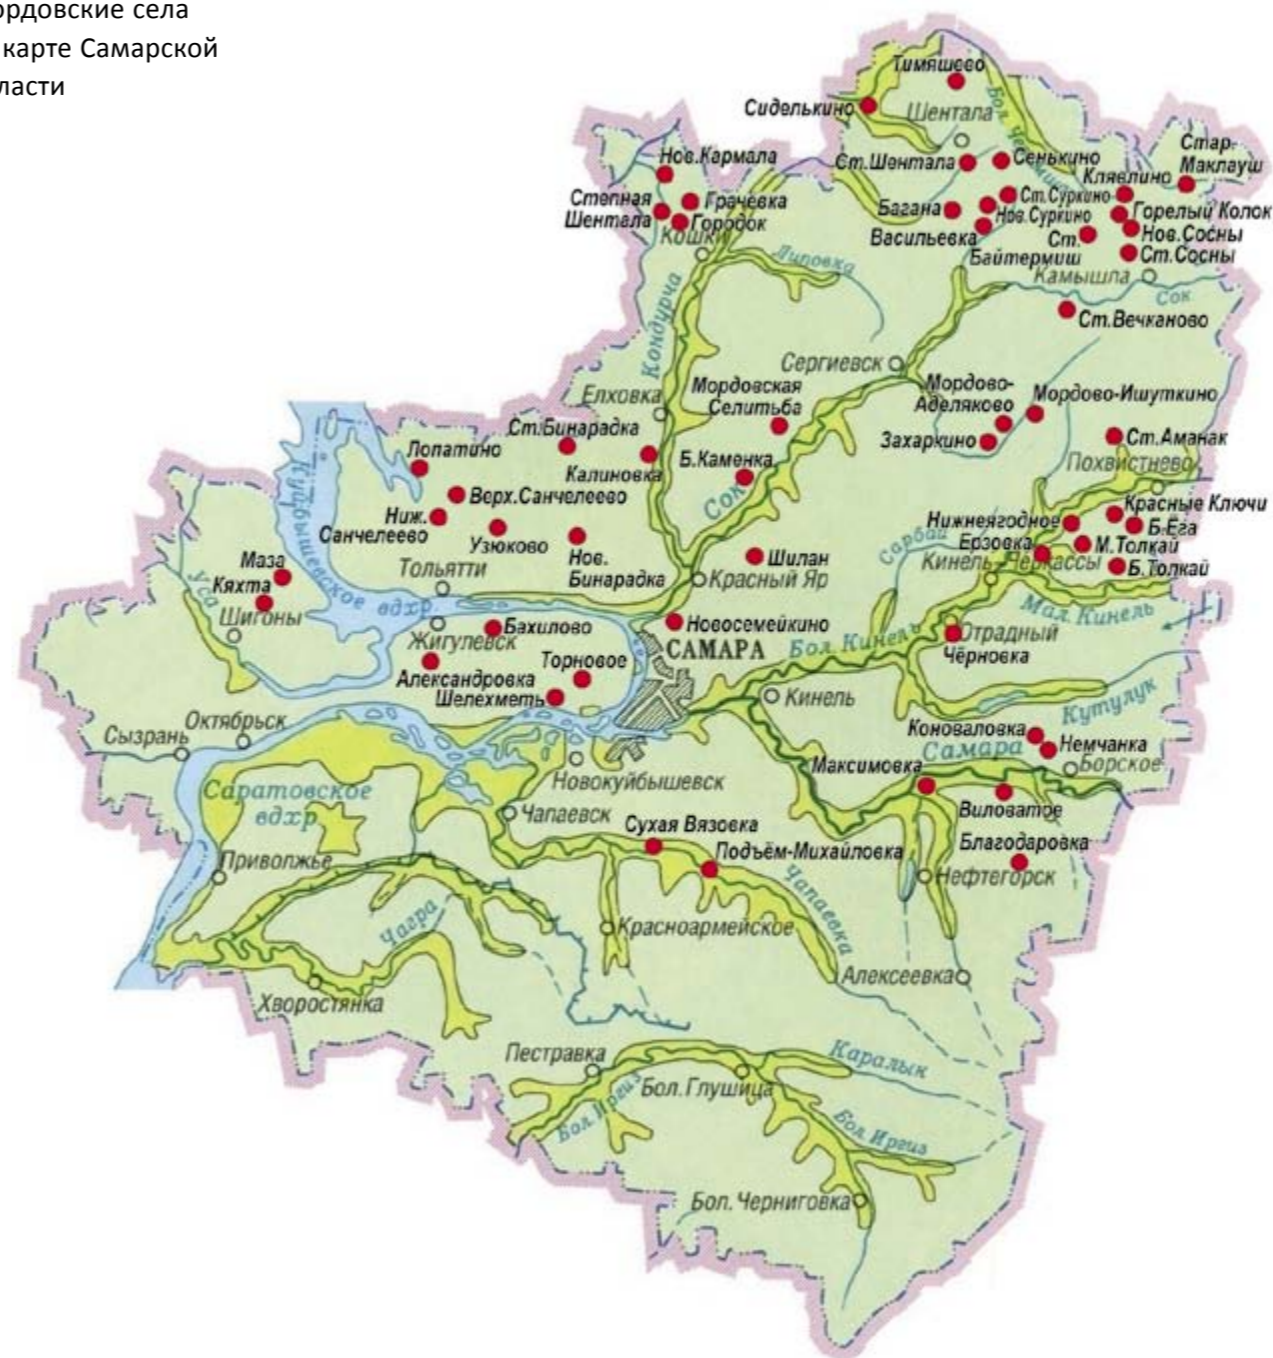 ордовские села
карте Самарской
ласти
Тимяшево
Сиделькино
Шентала
Бол. Черемшан
Нов.Кармала
Ст.Шентала
Сенькино
Стар.
Маклауш
Клявлино
Степная
Шентала
Грачёвка
Городок
Кошки
Багана
Ст.Суркино
Нов.Суркино
Васильевка
Горелый Колок
Нов.Сосны
Ст.
Байтермиш
Ст.Сосны
Камышла
Липовка
Сок
Ст.Вечканово
Кондурча
Сергиевск
Елховка
Мордовская
Селитьба
Мордово-
Аделяково
Мордово-Ишуткино
Захаркино
Ст.Аманак
Похвистнево
Лопатино
Ст.Бинарадка
Калиновка
Б.Каменка
Сок
Куйбышевское вдхр
Верх.Санчелеево
Ниж.
Санчелеево
Узюково
Нов.
Бинарадка
Шилан
Красные Ключи
Нижнеягодное
Б.Ёга
Ерзовка
М.Толкай
Б.Толкай
Сарбай
Кинель-Черкассы
Маза
Кяхта
Уса
Шигоны
Тольятти
Красный Яр
Мал. Кинель
Жигулевск
Бахилово
Новосемейкино
САМАРА
Бол. Кинель
Отрадный
Чёрновка
Александровка
Торновое
Шелехметь
Кинель
Кутулук
Октябрьск
Сызрань
Коноваловка
Немчанка
Самара
Борское
Максимовка
Виловатое
Новокуйбышевск
Саратовское
вдхр
Чапаевск
Сухая Вязовка
Подъём-Михайловка
Благодаровка
Приволжье
Нефтегорск
Чапаевка
Чагра
Красноармейское
Алексеевка
Хворостянка
Пестравка
Бол.Глушица
Каралык
Бол. Иргиз
Бол. Иргиз
Бол. Черниговка